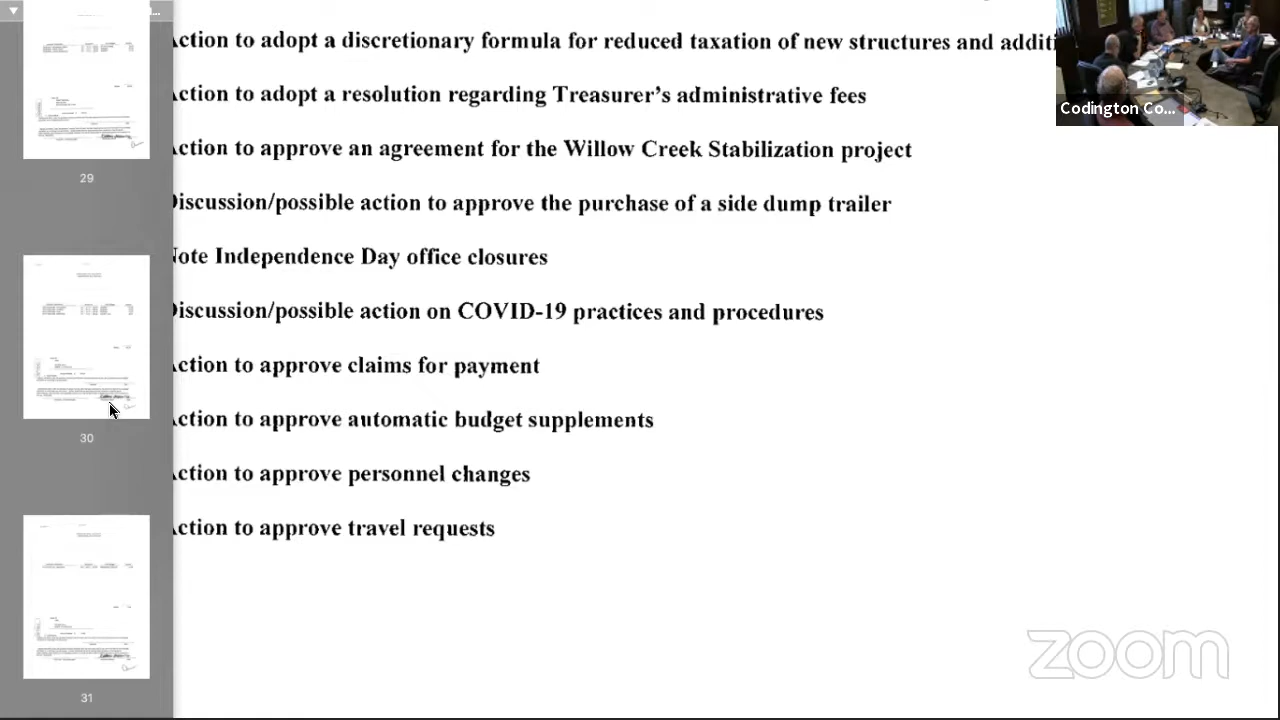 ...
ction to adopt a discretionary formula for reduced taxation of new structures and additi
Codington Co...
ction to adopt a resolution regarding Treasurer’s administrative fees
ction to approve an agreement for the Willow Creek Stabilization project
iscussion/possible action to approve the purchase of a side dump trailer
ote Independence Day office closures
iscussion/possible action on COVID-19 practices and procedures
ction to approve claims for payment
ction to approve automatic budget supplements
ction to approve personnel changes
ction to approve travel requests
29
30
31
zoom